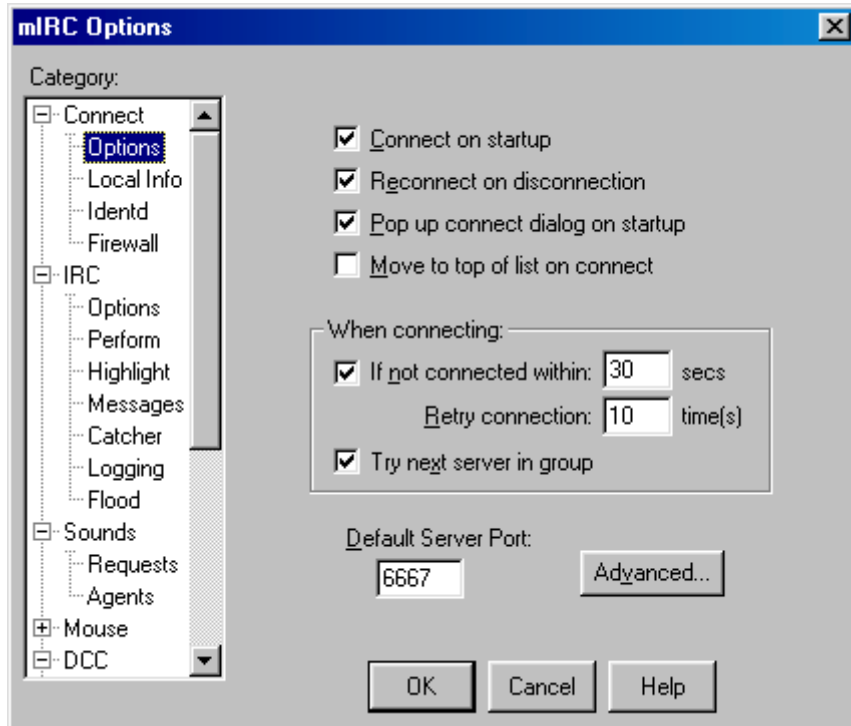 mIRC Options
Category:
Connect
Options
Local Info
Identd
Firewall
IRC
Options
Perform
Highlight
Messages
Catcher
Logging
Flood
Sounds
Requests
Agents
Mouse
DCC
Connect on startup
Reconnect on disconnection
Pop up connect dialog on startup
Move to top of list on connect
When connecting:
If not connected within: 30 secs
Retry connection: 10 time(s)
Try next server in group
Default Server Port:
6667
Advanced...
OK Cancel Help